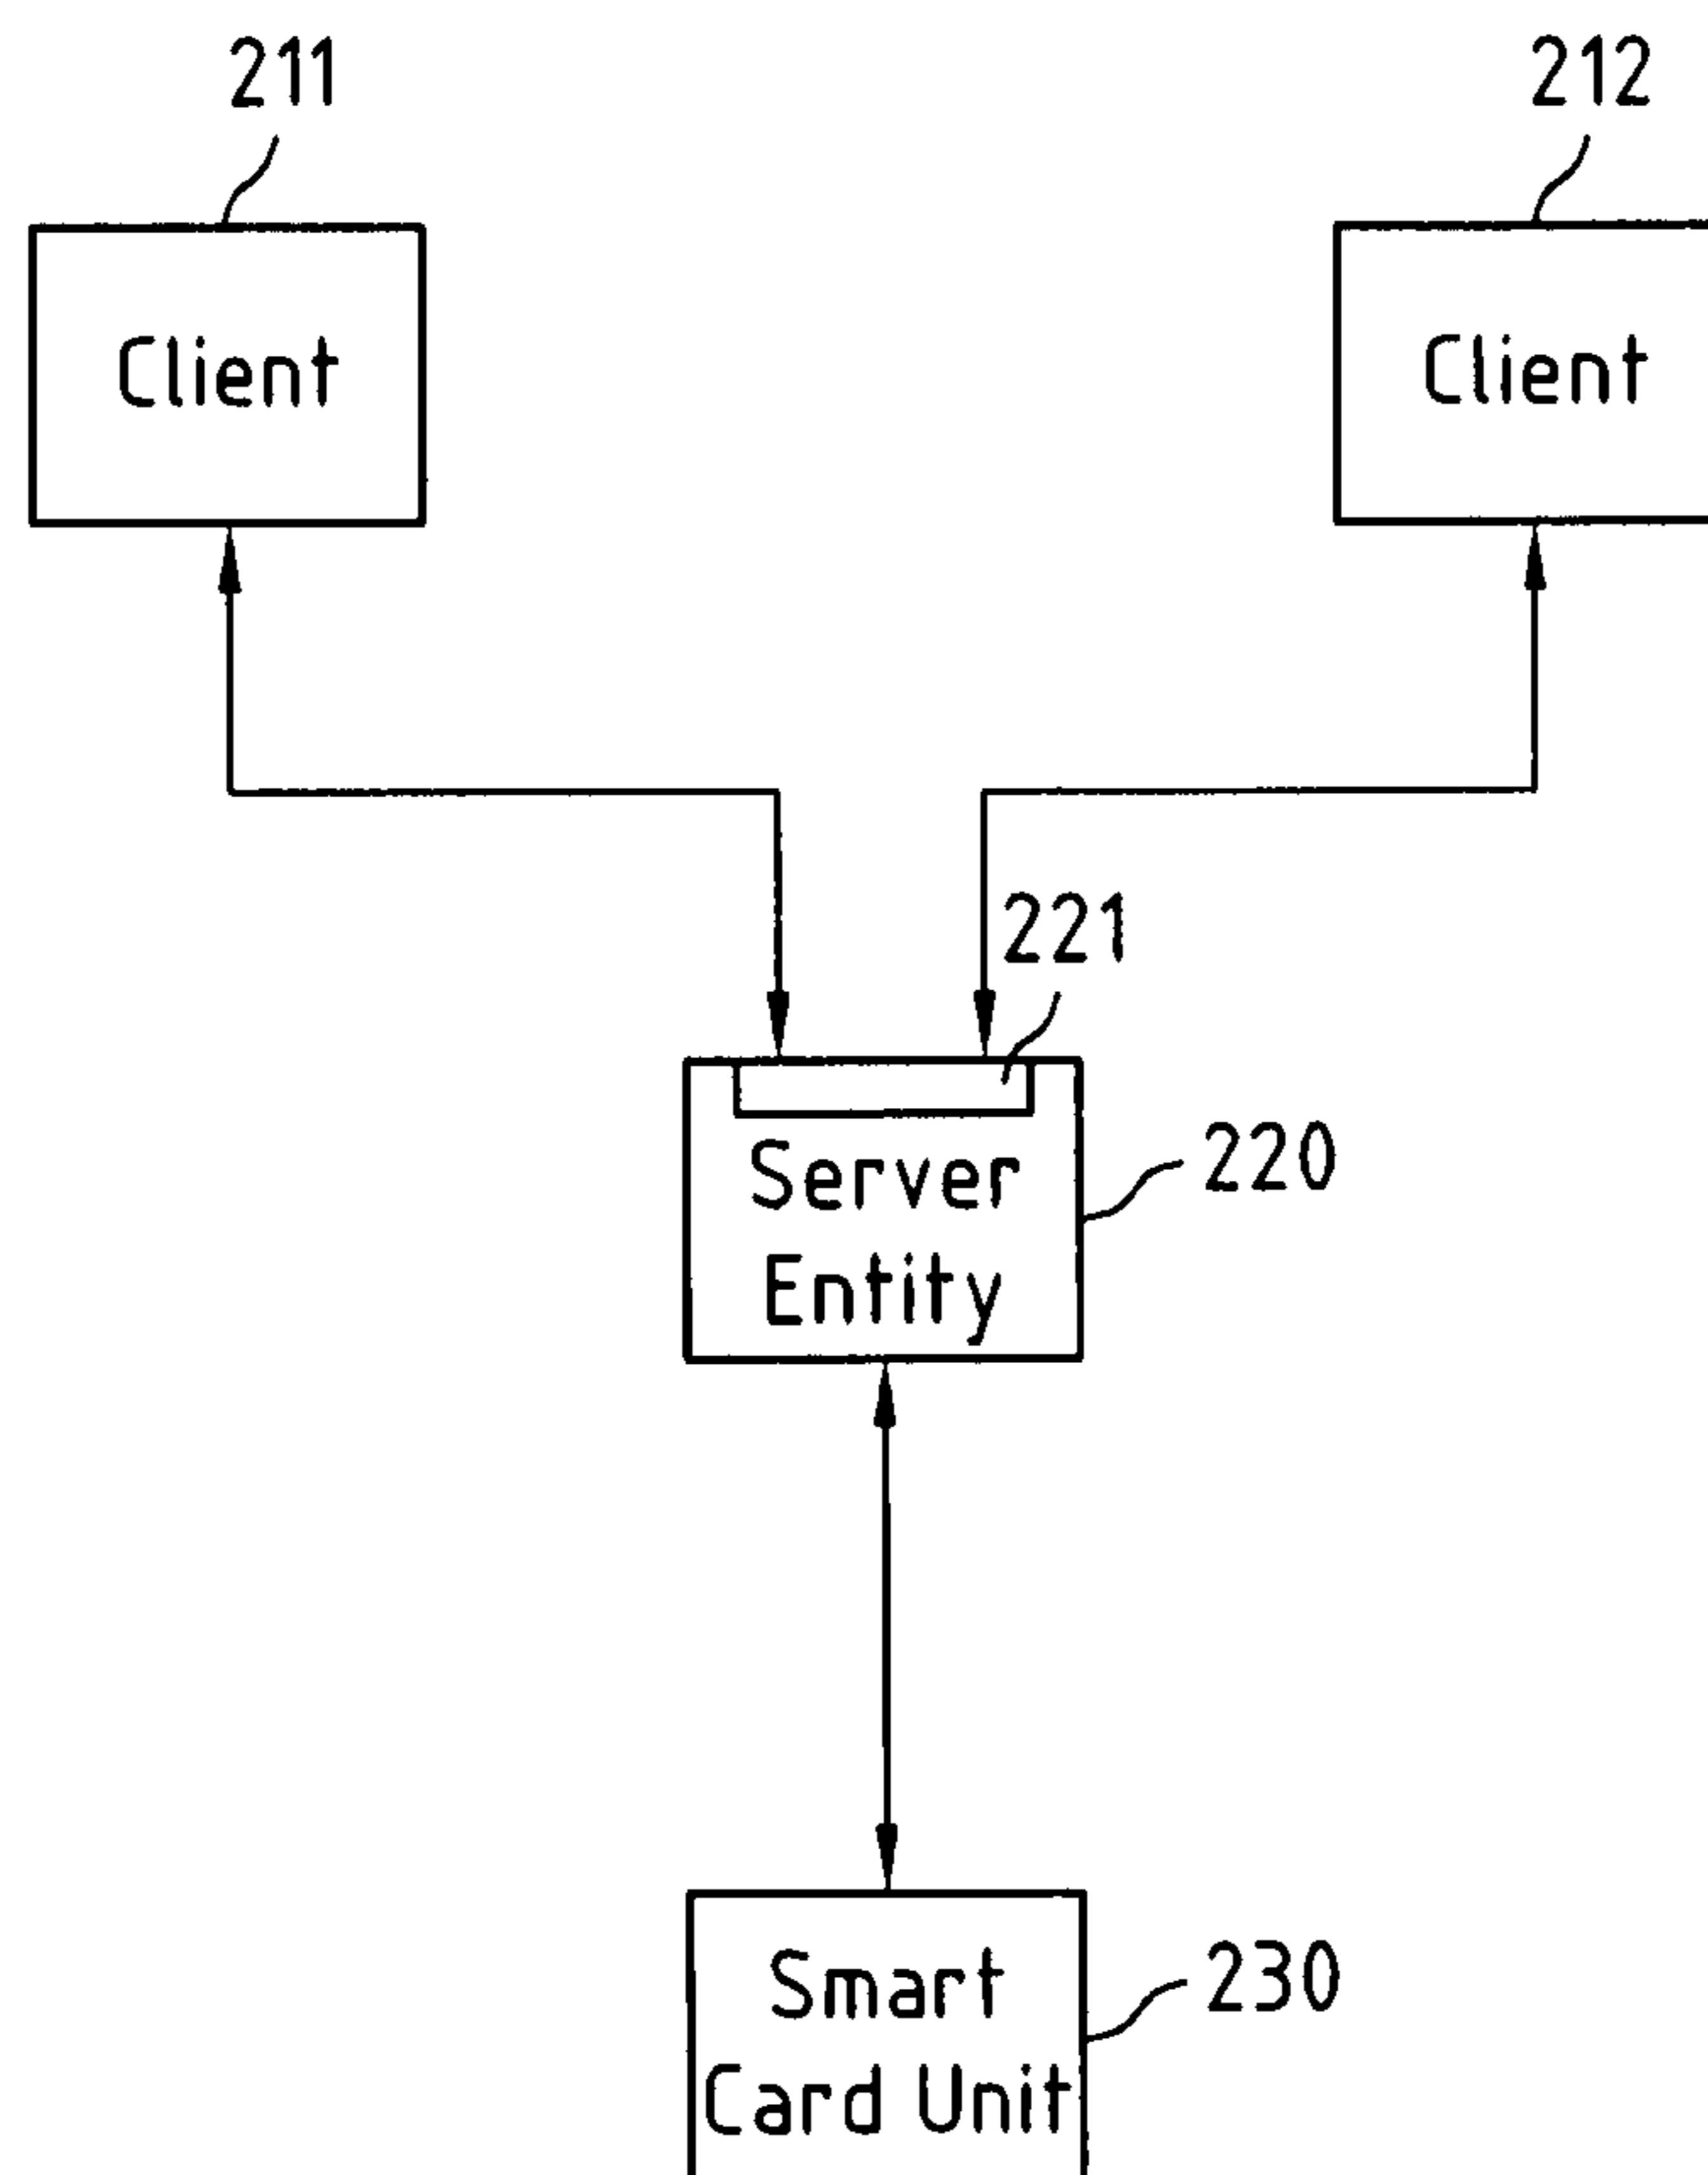 211
212
Client
Client
221
Server
Entity
220
Smart
Card Unit
230